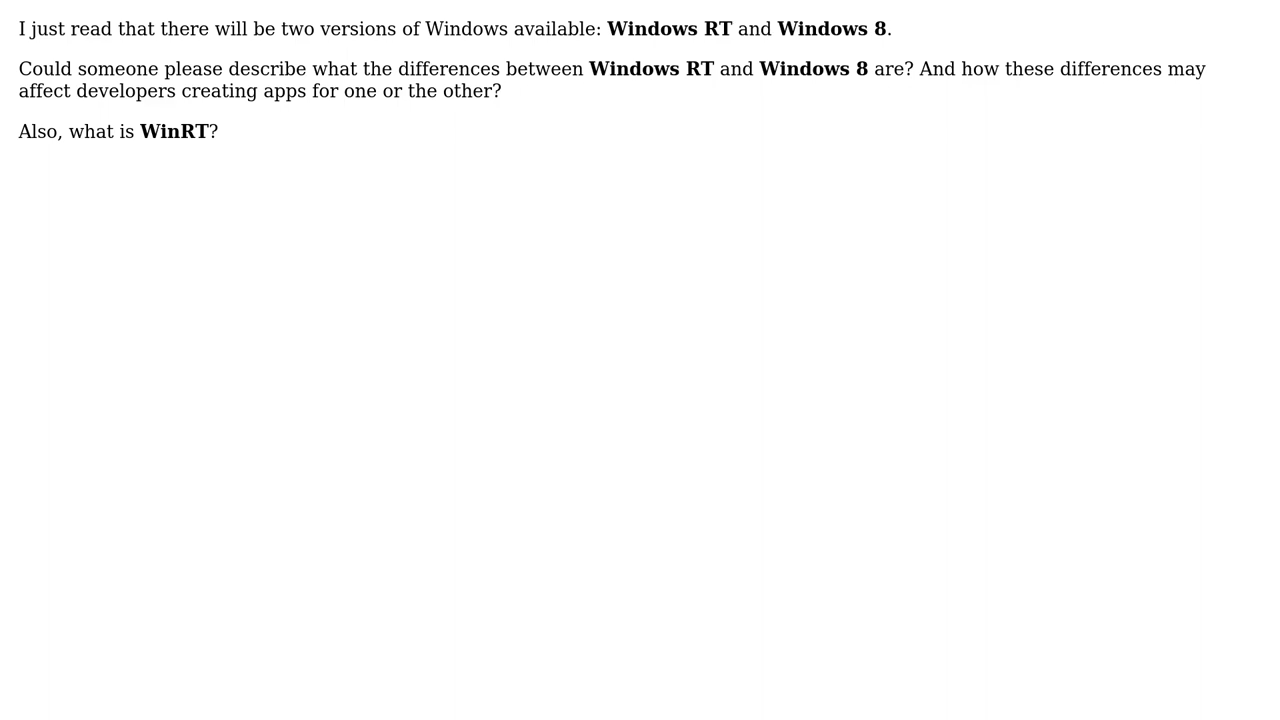 I just read that there will be two versions of Windows available: Windows RT and Windows 8.
Could someone please describe what the differences between Windows RT and Windows 8 are? And how these differences may
affect developers creating apps for one or the other?
Also, what is WinRT?